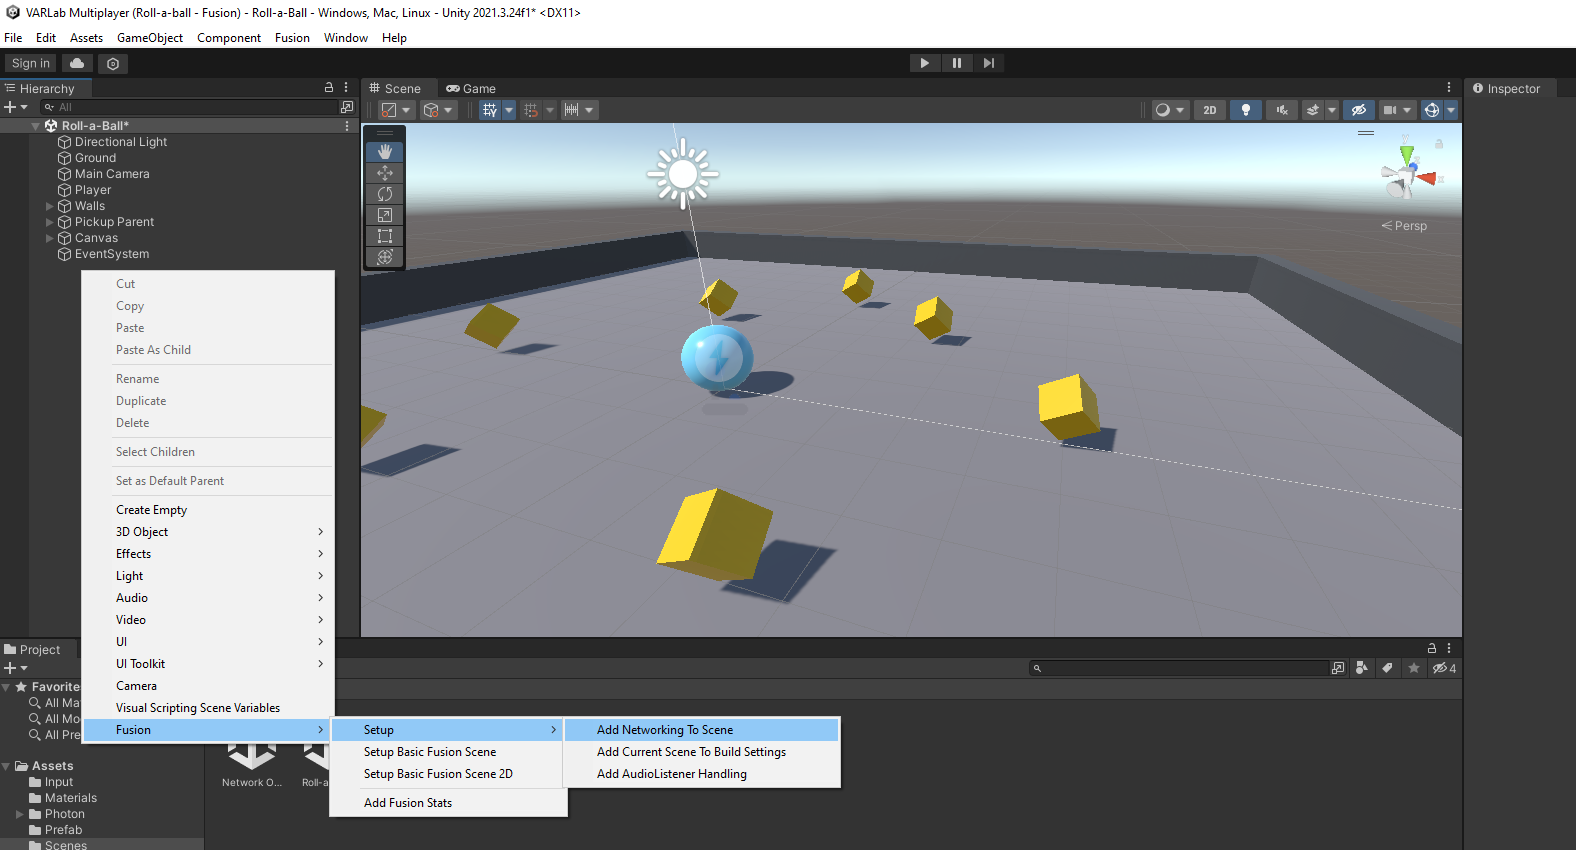 VARLab Multiplayer (Roll-a-ball - Fusion) - Roll-a-Ball - Windows, Mac, Linux - Unity 2021.3.24f1* <DX11>
File Edit Assets GameObject Component Fusion Window Help
Sign in
Hierarchy
All
Roll-a-Ball*
Directional Light
Ground
Main Camera
Player
Walls
Pickup Parent
Canvas
EventSystem
Scene Game
2D
Inspector
y
x
z
Persp
Cut
Copy
Paste
Paste As Child
Rename
Duplicate
Delete
Select Children
Set as Default Parent
Create Empty
3D Object
Effects
Light
Audio
Video
UI
UI Toolkit
Camera
Visual Scripting Scene Variables
Fusion
Setup
Setup Basic Fusion Scene
Setup Basic Fusion Scene 2D
Add Fusion Stats
Add Networking To Scene
Add Current Scene To Build Settings
Add AudioListener Handling
Project
4
Favorite
All Ma
All Mo
All Pre
Assets
Input
Materials
Photon
Prefab
Scenes
Network O...
Roll-a